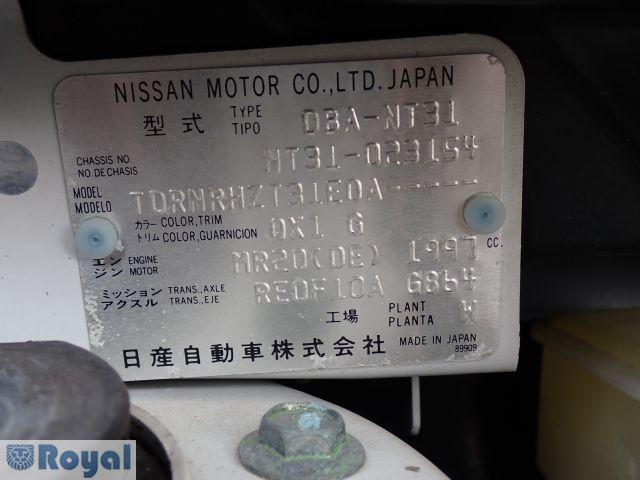 NISSAN MOTOR CO.,LTD. JAPAN
型式 TYPE TIPO DBA-NT31
CHASSIS NO. NO. DE CHASIS NT31-023154
MODEL MODELO TDRNRHZT31EDA-----
カラー COLOR, TRIM
トリム COLOR, GUARNICION QX1 G
エンジン ENGINE MOTOR MR20(DE) 1997 CC.
ミッション TRANS., AXLE
アクスル TRANS., EJE RE0F10A G864
工場 PLANT PLANTA W
日産自動車株式会社 MADE IN JAPAN
89909
Royal